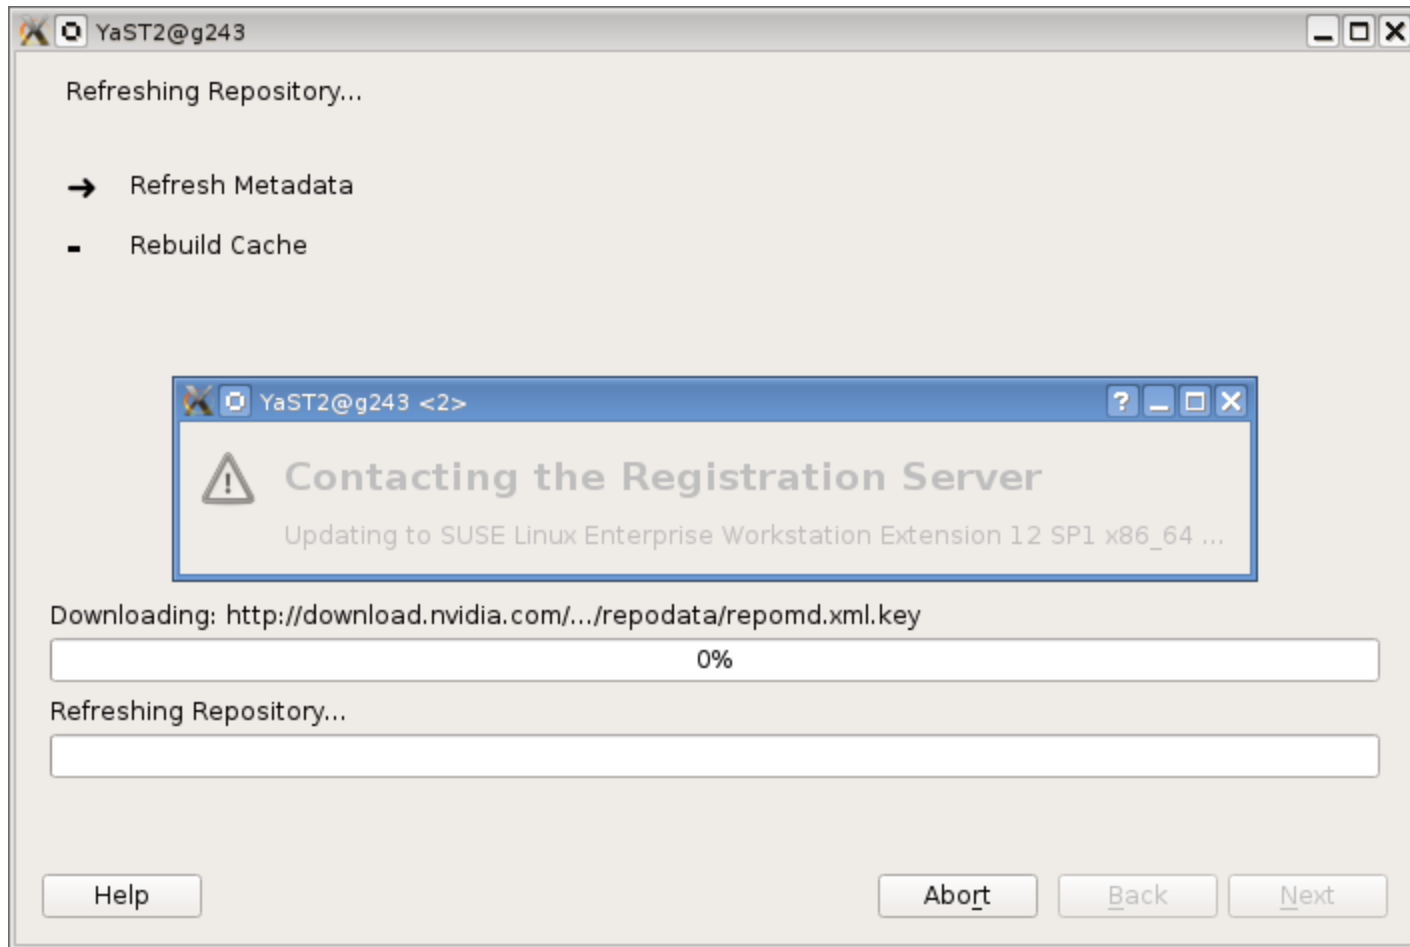 YaST2@g243
Refreshing Repository...
Refresh Metadata
Rebuild Cache
YaST2@g243 <2>
Contacting the Registration Server
Updating to SUSE Linux Enterprise Workstation Extension 12 SP1 x86_64 ...
Downloading: http://download.nvidia.com/.../repodata/repomd.xml.key
0%
Refreshing Repository...
Help
Abort
Back
Next